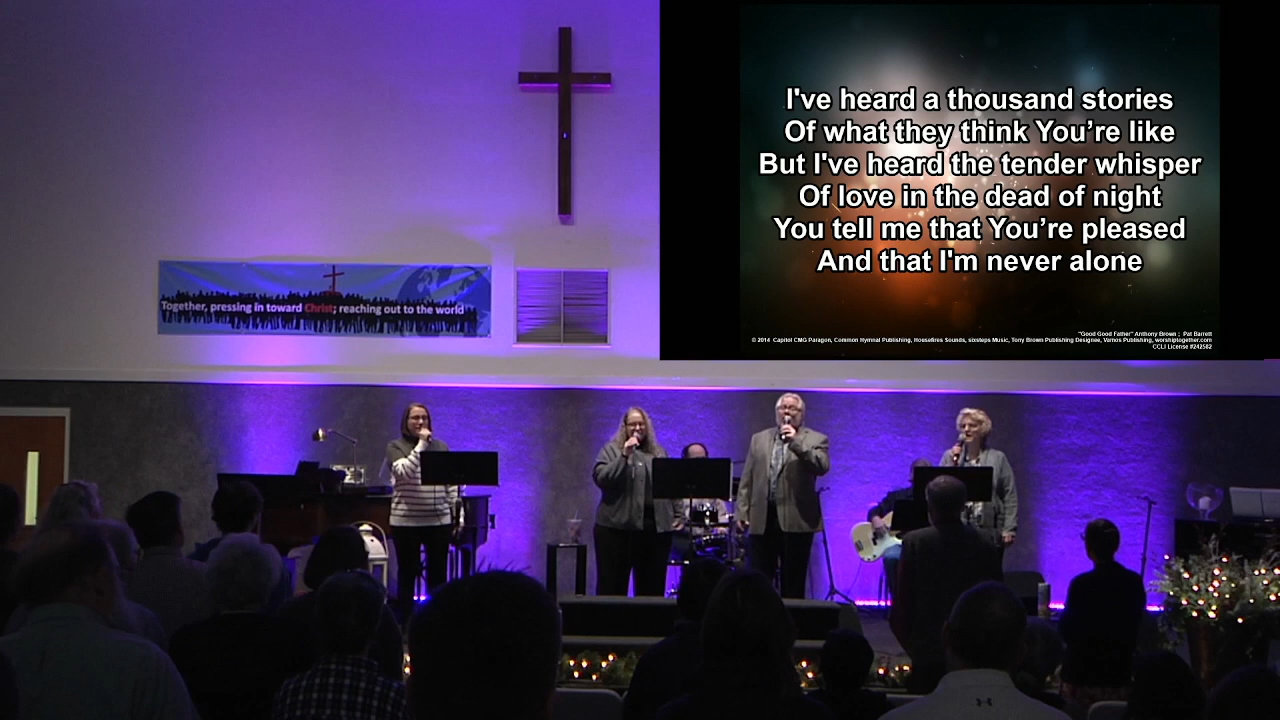 I've heard a thousand stories
Of what they think You’re like
But I've heard the tender whisper
Of love in the dead of night
You tell me that You’re pleased
And that I'm never alone
"Good Good Father" Anthony Brown ; Pat Barrett
© 2014 Capitol CMG Paragon, Common Hymnal Publishing, Housefires Sounds, sixsteps Music, Tony Brown Publishing Designee, Vamos Publishing, worshiptogether.com
CCLI License #242582
Together, pressing in toward Christ; reaching out to the world